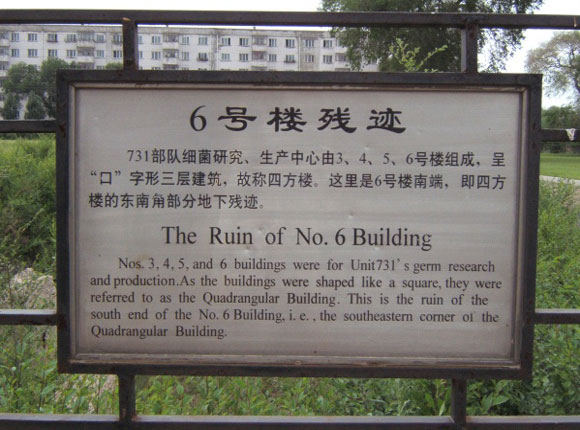 6号楼残迹
731部队细菌研究、生产中心由3、4、5、6号楼组成，呈
“口”字形三层建筑，故称四方楼。这里是6号楼南端，即四方
楼的东南角部分地下残迹。
The Ruin of No. 6 Building
Nos. 3, 4, 5, and 6 buildings were for Unit731's germ research
and production.As the buildings were shaped like a square, they were
referred to as the Quadrangular Building. This is the ruin of the
south end of the No. 6 Building, i. e. , the southeastern corner of the
Quadrangular Building.